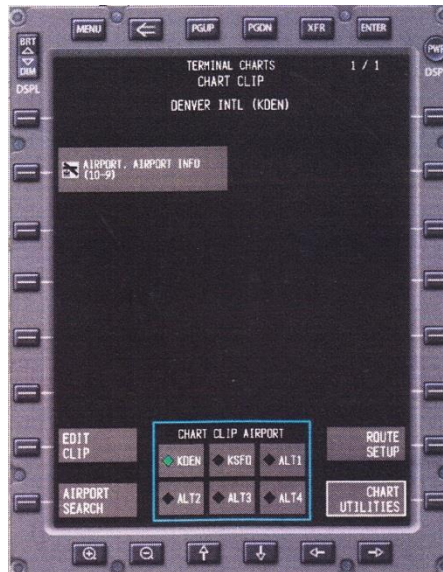 MENU
PGUP
PGDN
XFR
ENTER
BRT
DIM
DSPL
PWR
DSP
TERMINAL CHARTS 1 / 1
CHART CLIP
DENVER INTL (KDEN)
AIRPORT, AIRPORT INFO
(10-9)
EDIT
CLIP
CHART CLIP AIRPORT
KDEN
KSFO
ALT1
ALT2
ALT3
ALT4
ROUTE
SETUP
AIRPORT
SEARCH
CHART
UTILITIES